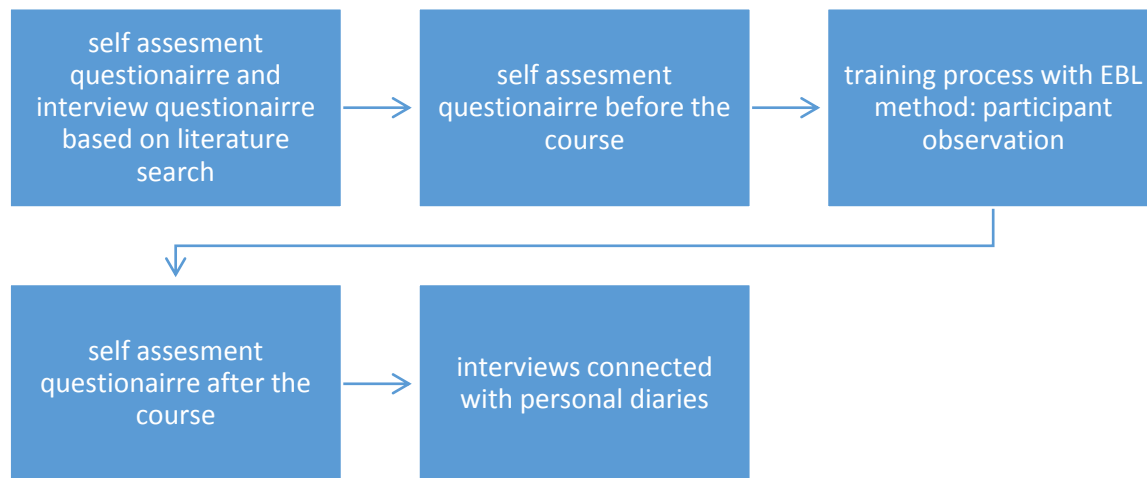 self assesment
questionairre and
interview questionairre
based on literature
search
self assesment
questionairre before the
course
training process with EBL
method: participant
observation
self assesment
questionairre after the
course
interviews connected
with personal diaries